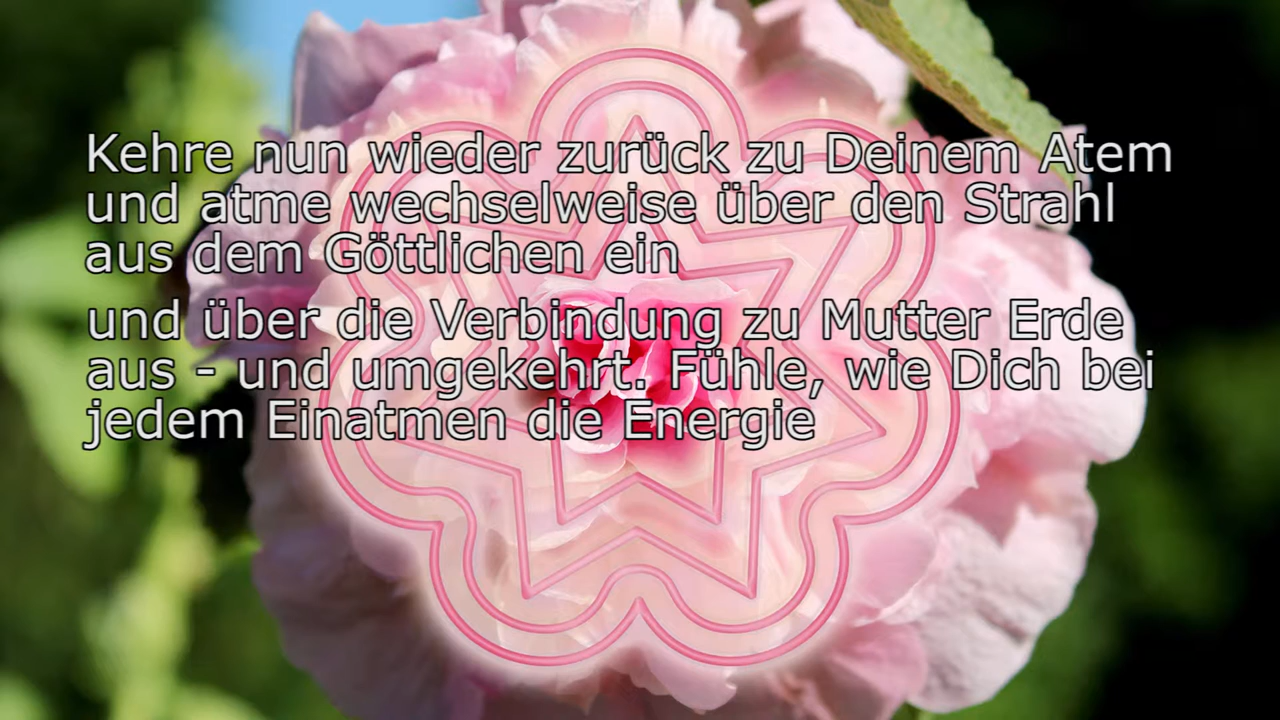 Kehre nun wieder zurück zu Deinem Atem
und atme wechselweise über den Strahl
aus dem Göttlichen ein
und über die Verbindung zu Mutter Erde
aus - und umgekehrt. Fühle, wie Dich bei
jedem Einatmen die Energie